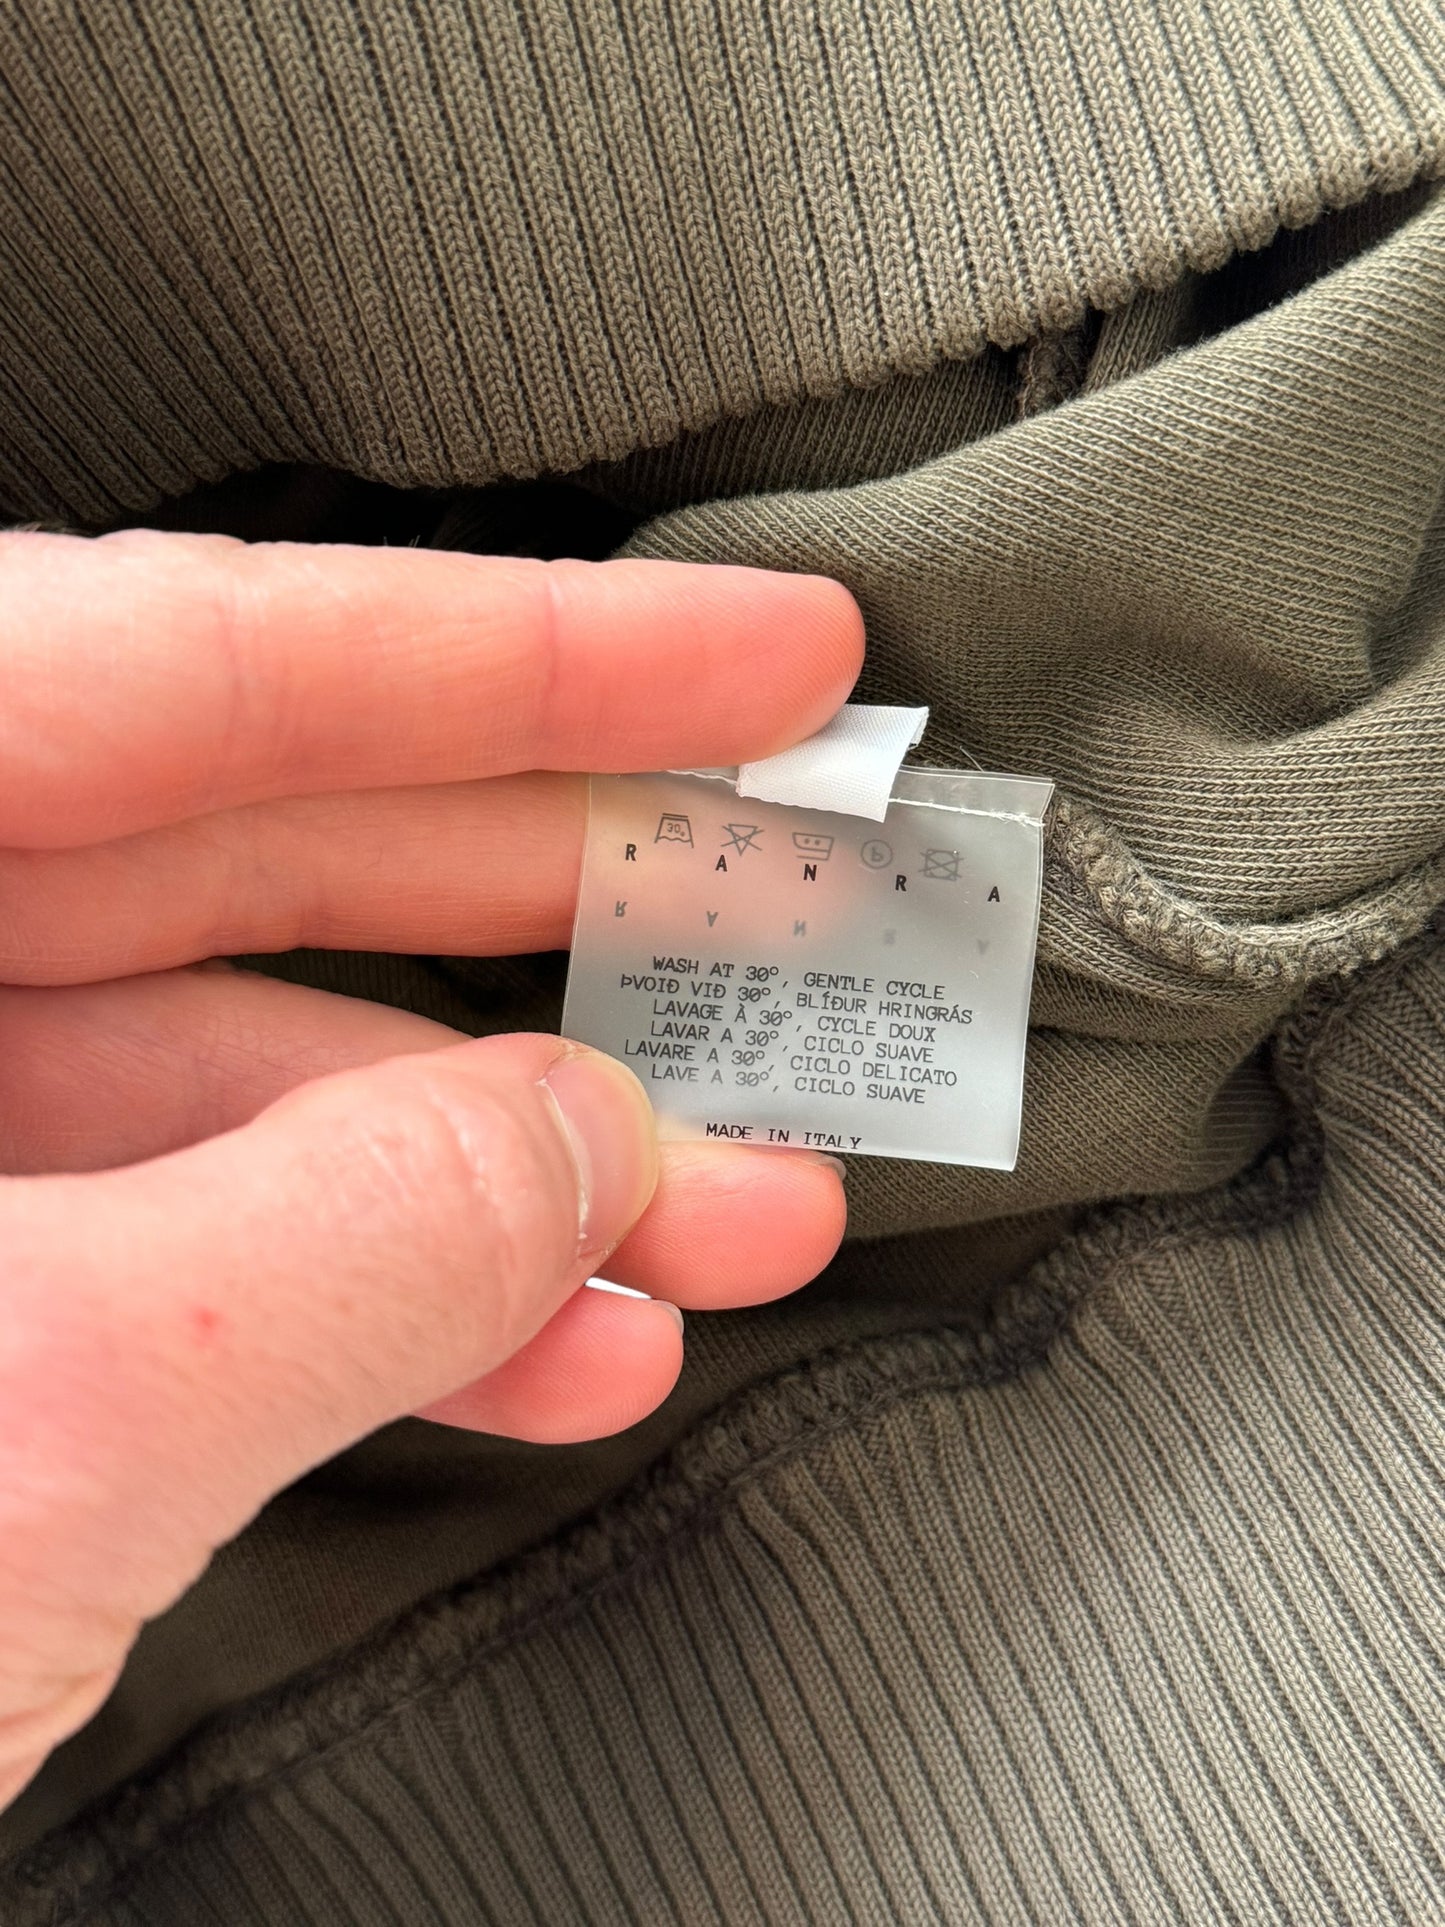 30°
P
R A N R A
R A N R A
WASH AT 30°, GENTLE CYCLE
ÞVOIÐ VIÐ 30°, BLÍÐUR HRINGRÁS
LAVAGE À 30°, CYCLE DOUX
LAVAR A 30°, CICLO SUAVE
LAVARE A 30°, CICLO DELICATO
LAVE A 30°, CICLO SUAVE
MADE IN ITALY